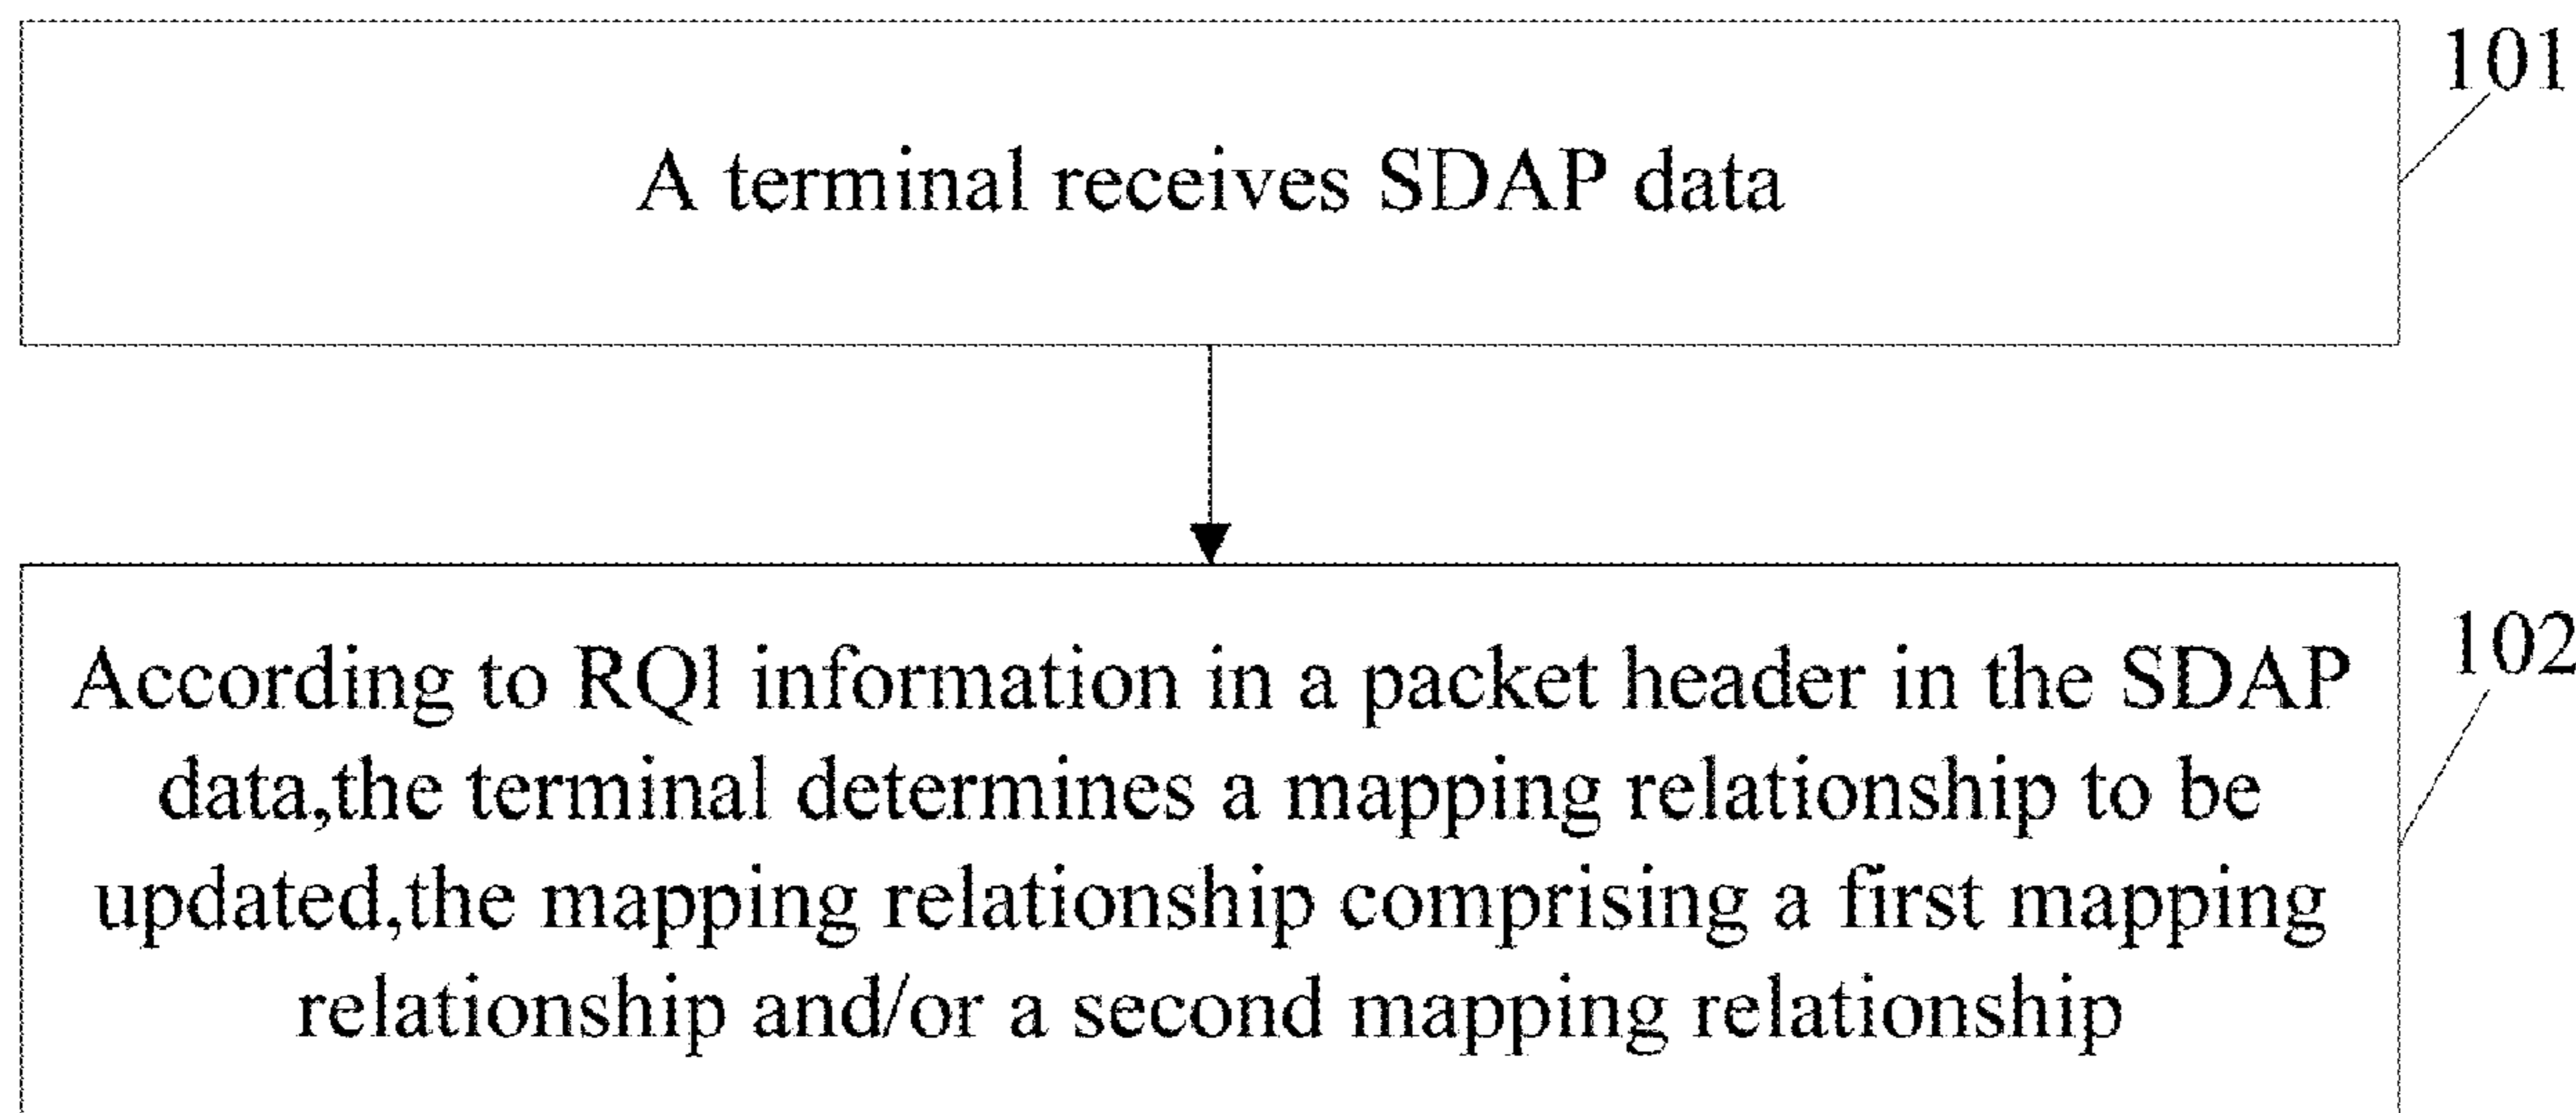 101
A terminal receives SDAP data
102
According to RQl information in a packet header in the SDAP
data,the terminal determines a mapping relationship to be
updated,the mapping relationship comprising a first mapping
relationship and/or a second mapping relationship